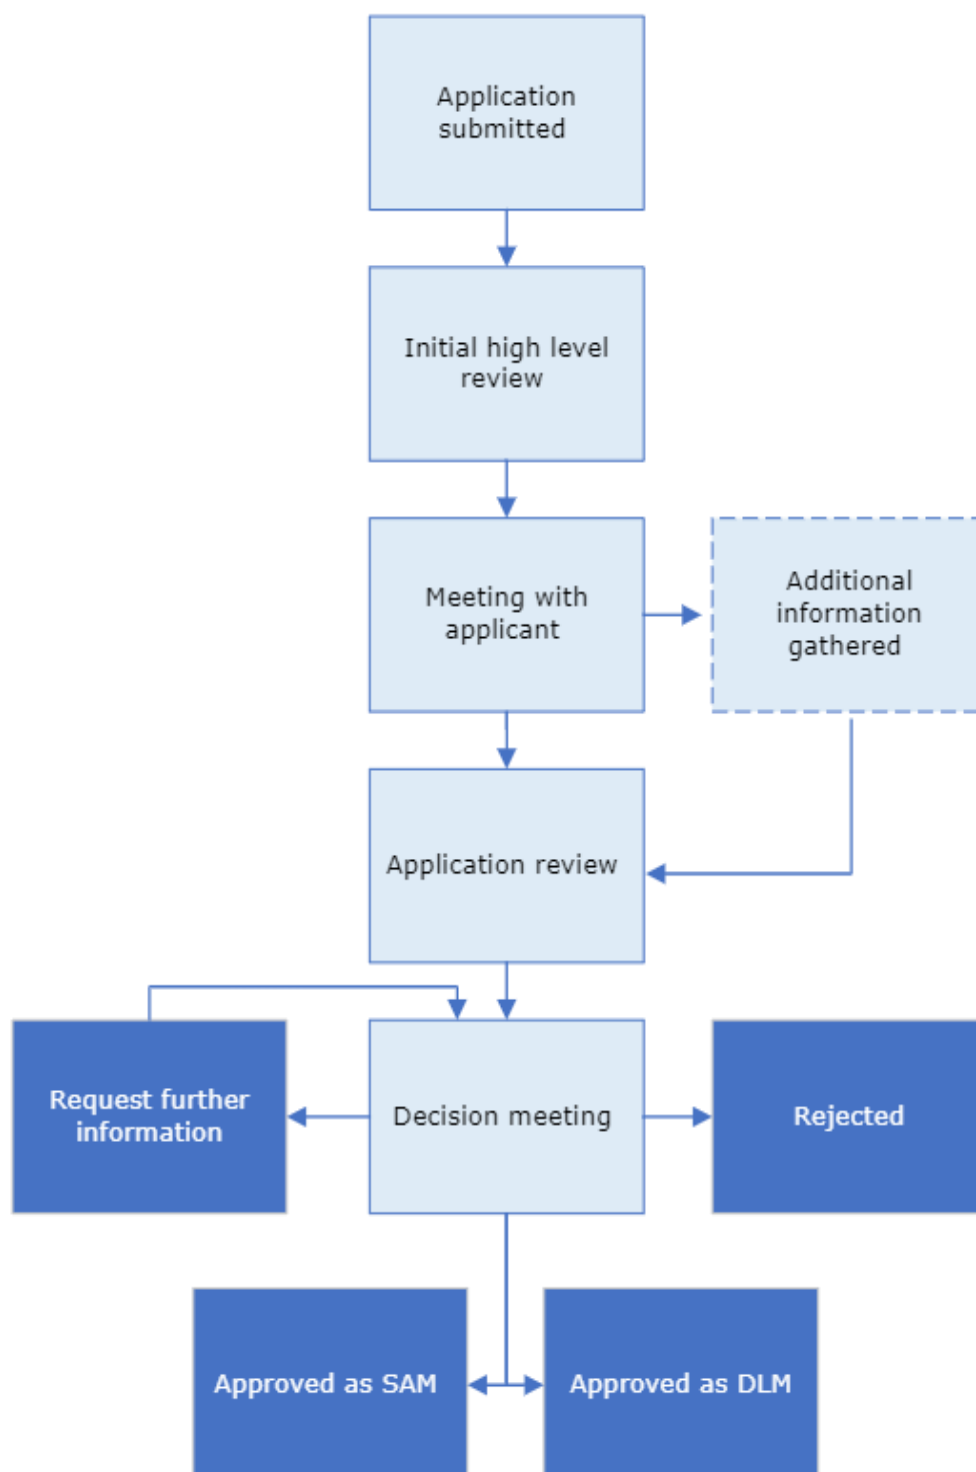 Application
submitted
Initial high level
review
Meeting with
applicant
Additional
information
gathered
Application review
Request further
information
Decision meeting
Rejected
Approved as SAM
Approved as DLM